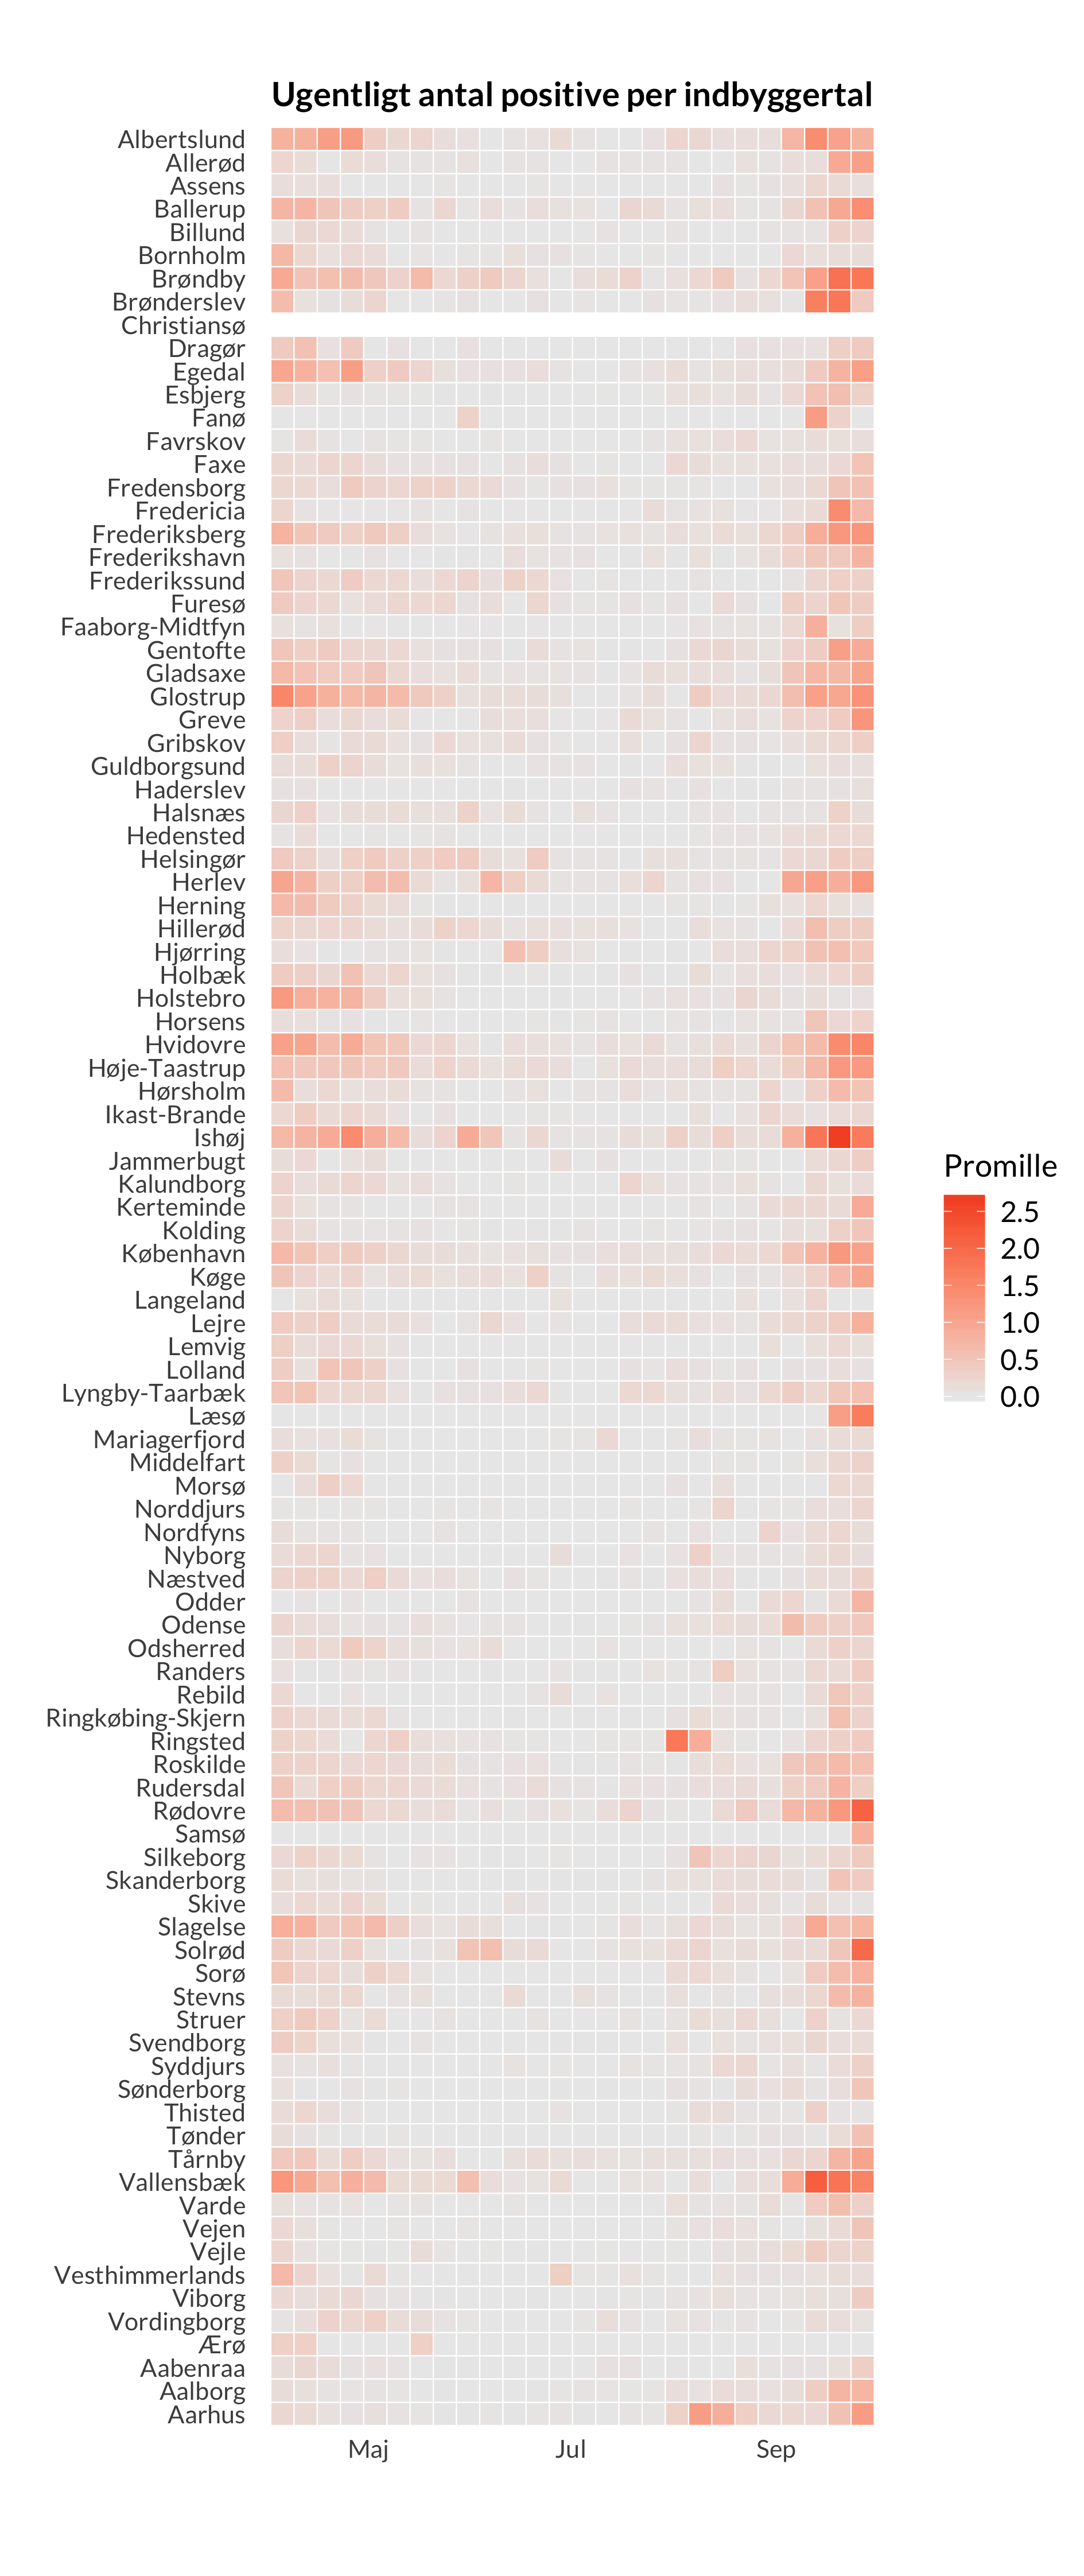 Ugentligt antal positive per indbyggertal
Albertslund
Allerød
Assens
Ballerup
Billund
Bornholm
Brøndby
Brønderslev
Christiansø
Dragør
Egedal
Esbjerg
Fanø
Favrskov
Faxe
Fredensborg
Fredericia
Frederiksberg
Frederikshavn
Frederikssund
Furesø
Faaborg-Midtfyn
Gentofte
Gladsaxe
Glostrup
Greve
Gribskov
Guldborgsund
Haderslev
Halsnæs
Hedensted
Helsingør
Herlev
Herning
Hillerød
Hjørring
Holbæk
Holstebro
Horsens
Hvidovre
Høje-Taastrup
Hørsholm
Ikast-Brande
Ishøj
Jammerbugt
Kalundborg
Kerteminde
Kolding
København
Køge
Langeland
Lejre
Lemvig
Lolland
Lyngby-Taarbæk
Læsø
Mariagerfjord
Middelfart
Morsø
Norddjurs
Nordfyns
Nyborg
Næstved
Odder
Odense
Odsherred
Randers
Rebild
Ringkøbing-Skjern
Ringsted
Roskilde
Rudersdal
Rødovre
Samsø
Silkeborg
Skanderborg
Skive
Slagelse
Solrød
Sorø
Stevns
Struer
Svendborg
Syddjurs
Sønderborg
Thisted
Tønder
Tårnby
Vallensbæk
Varde
Vejen
Vejle
Vesthimmerlands
Viborg
Vordingborg
Ærø
Aabenraa
Aalborg
Aarhus
Maj Jul Sep
Promille
2.5
2.0
1.5
1.0
0.5
0.0